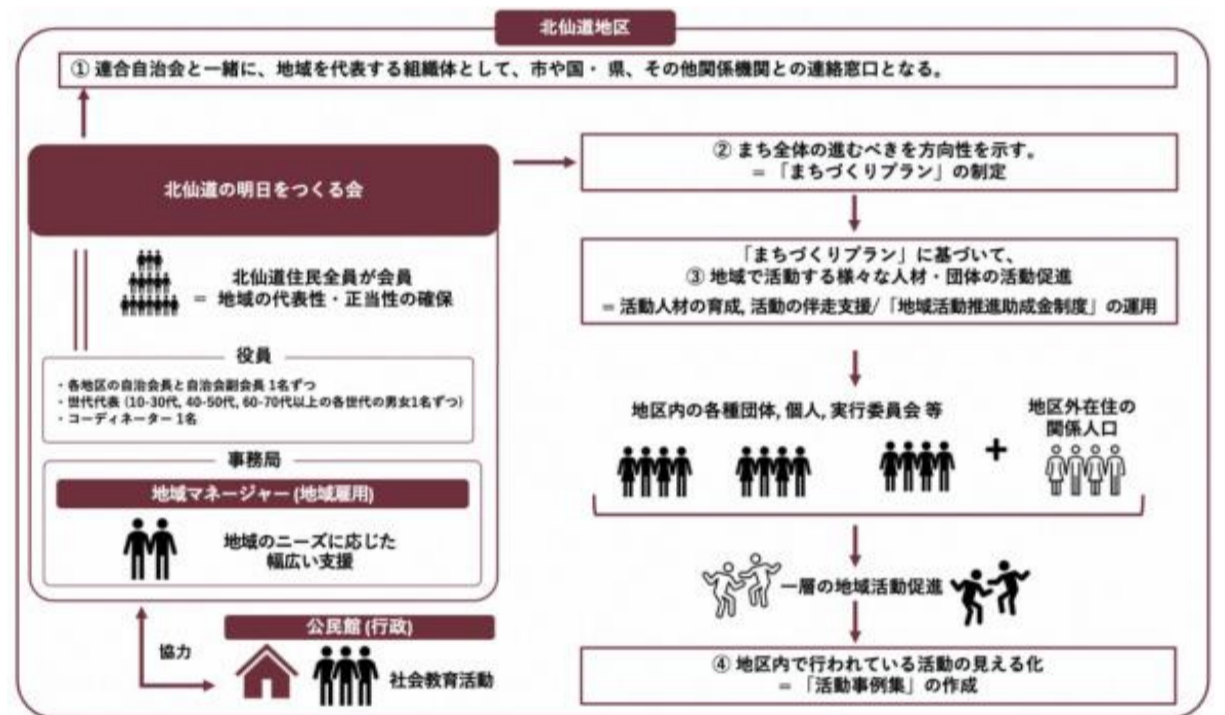 北仙道地区
① 連合自治会と一緒に、地域を代表する組織体として、市や国・県、その他関係機関との連絡窓口となる。
北仙道の明日をつくる会
北仙道住民全員が会員
= 地域の代表性・正当性の確保
役員
・各地区の自治会長と自治会副会長 1名ずつ
・世代代表 (10-30代, 40-50代, 60-70代以上の各世代の男女1名ずつ)
・コーディネーター 1名
事務局
地域マネージャー (地域雇用)
地域のニーズに応じた
幅広い支援
協力
公民館 (行政)
社会教育活動
② まち全体の進むべきを方向性を示す。
= 「まちづくりプラン」の制定
「まちづくりプラン」に基づいて、
③ 地域で活動する様々な人材・団体の活動促進
= 活動人材の育成, 活動の伴走支援/「地域活動推進助成金制度」の運用
地区内の各種団体, 個人, 実行委員会 等
+
地区外在住の
関係人口
一層の地域活動促進
④ 地区内で行われている活動の見える化
= 「活動事例集」の作成